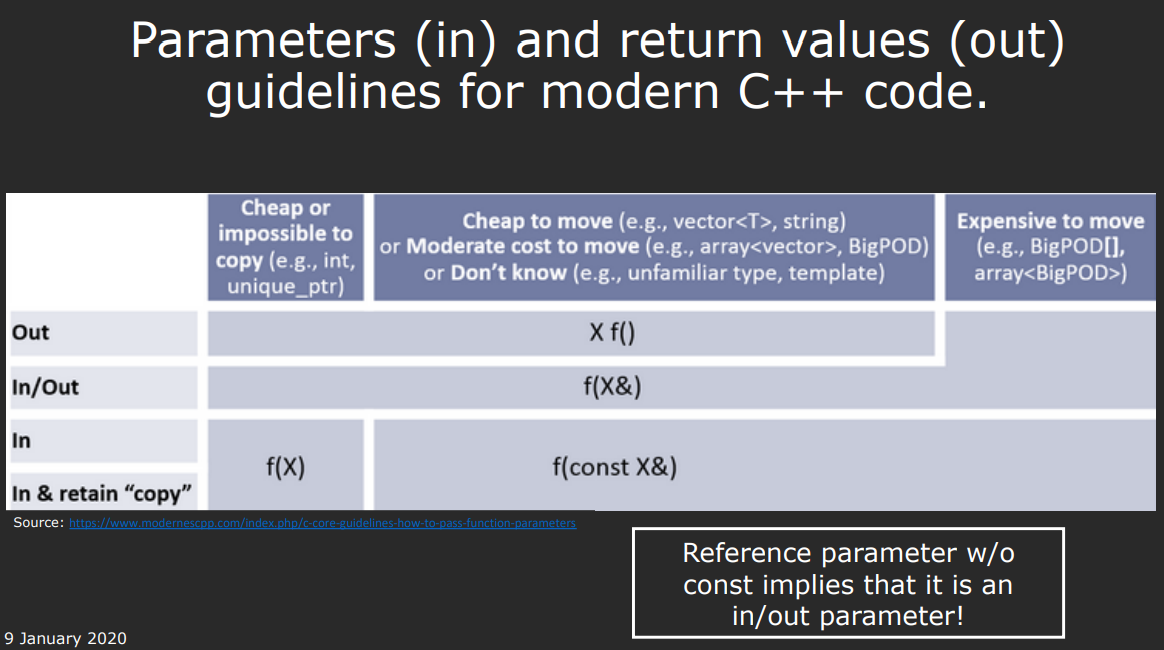 Parameters (in) and return values (out)
guidelines for modern C++ code.
Cheap or
impossible to
copy (e.g., int,
unique_ptr)
Cheap to move (e.g., vector<T>, string)
or Moderate cost to move (e.g., array<vector>, BigPOD)
or Don’t know (e.g., unfamiliar type, template)
Expensive to move
(e.g., BigPOD[],
array<BigPOD>)
Out
X f()
In/Out
f(X&)
In
f(X)
f(const X&)
In & retain “copy”
Source: https://www.modernescpp.com/index.php/c-core-guidelines-how-to-pass-function-parameters
Reference parameter w/o
const implies that it is an
in/out parameter!
9 January 2020